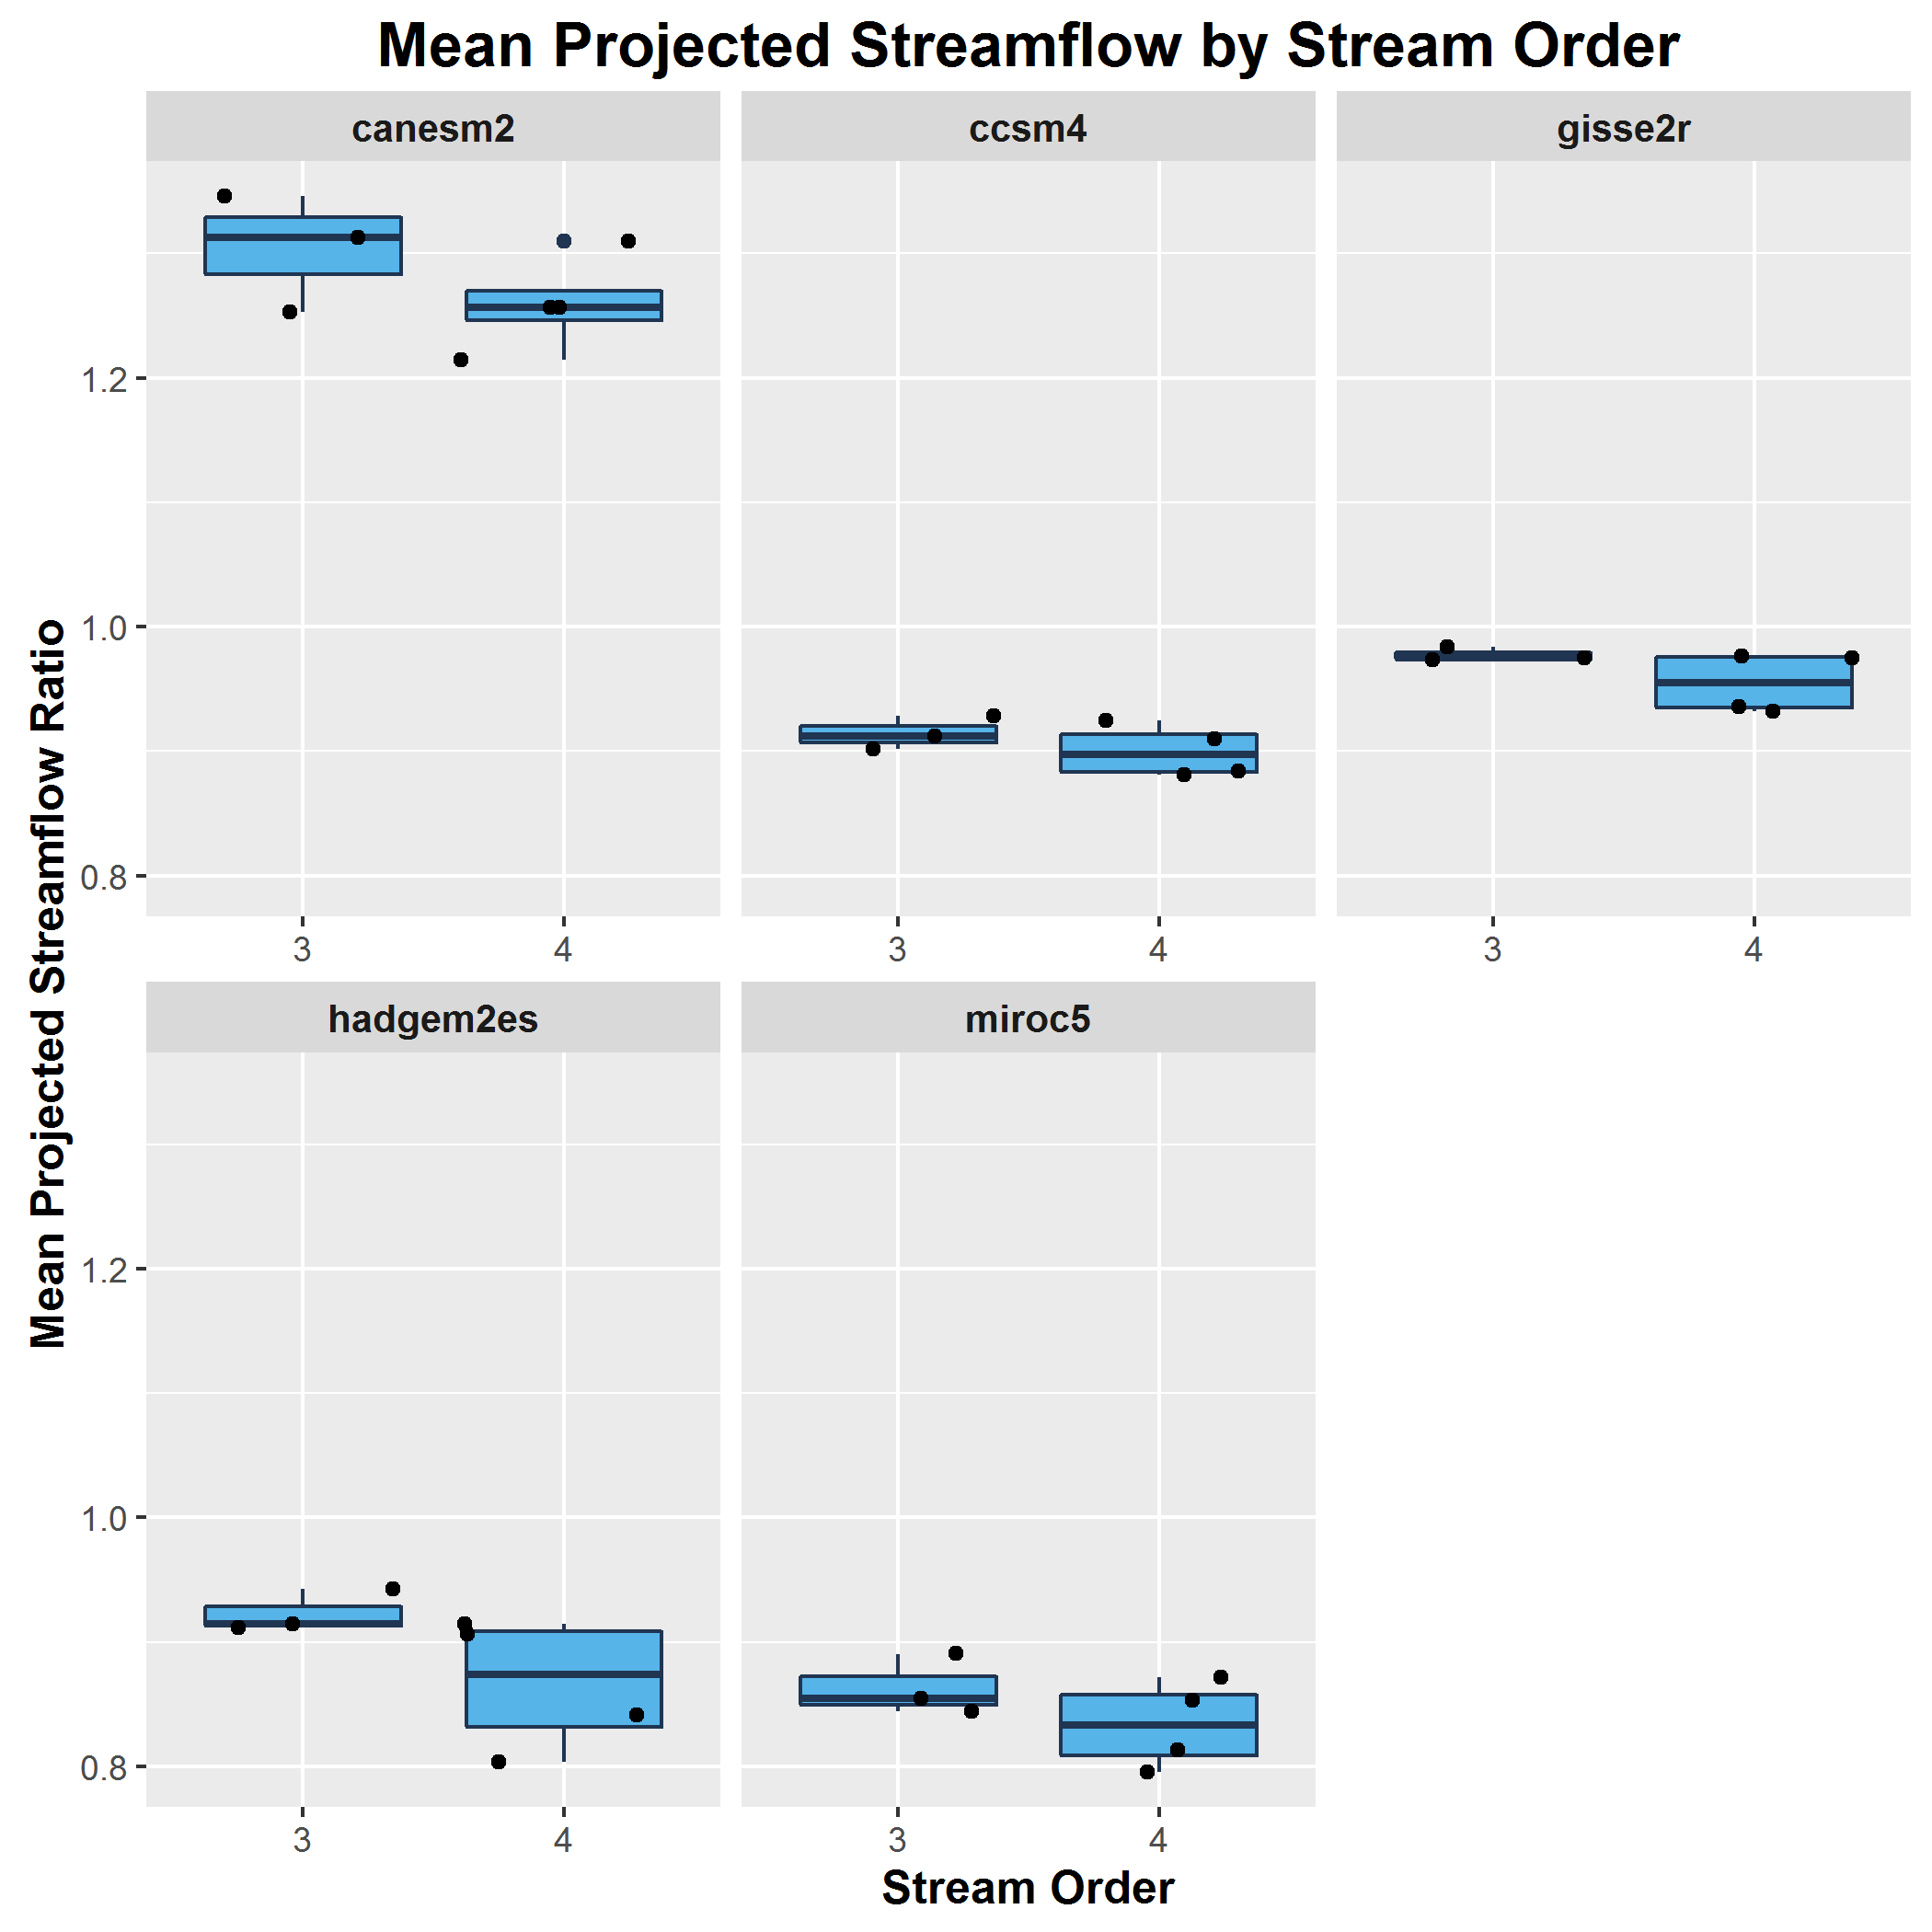 Mean Projected Streamflow by Stream Order
canesm2
ccsm4
gisse2r
1.2
1.0
0.8
3
4
3
4
3
4
hadgem2es
miroc5
1.2
1.0
0.8
3
4
3
4
Mean Projected Streamflow Ratio
Stream Order